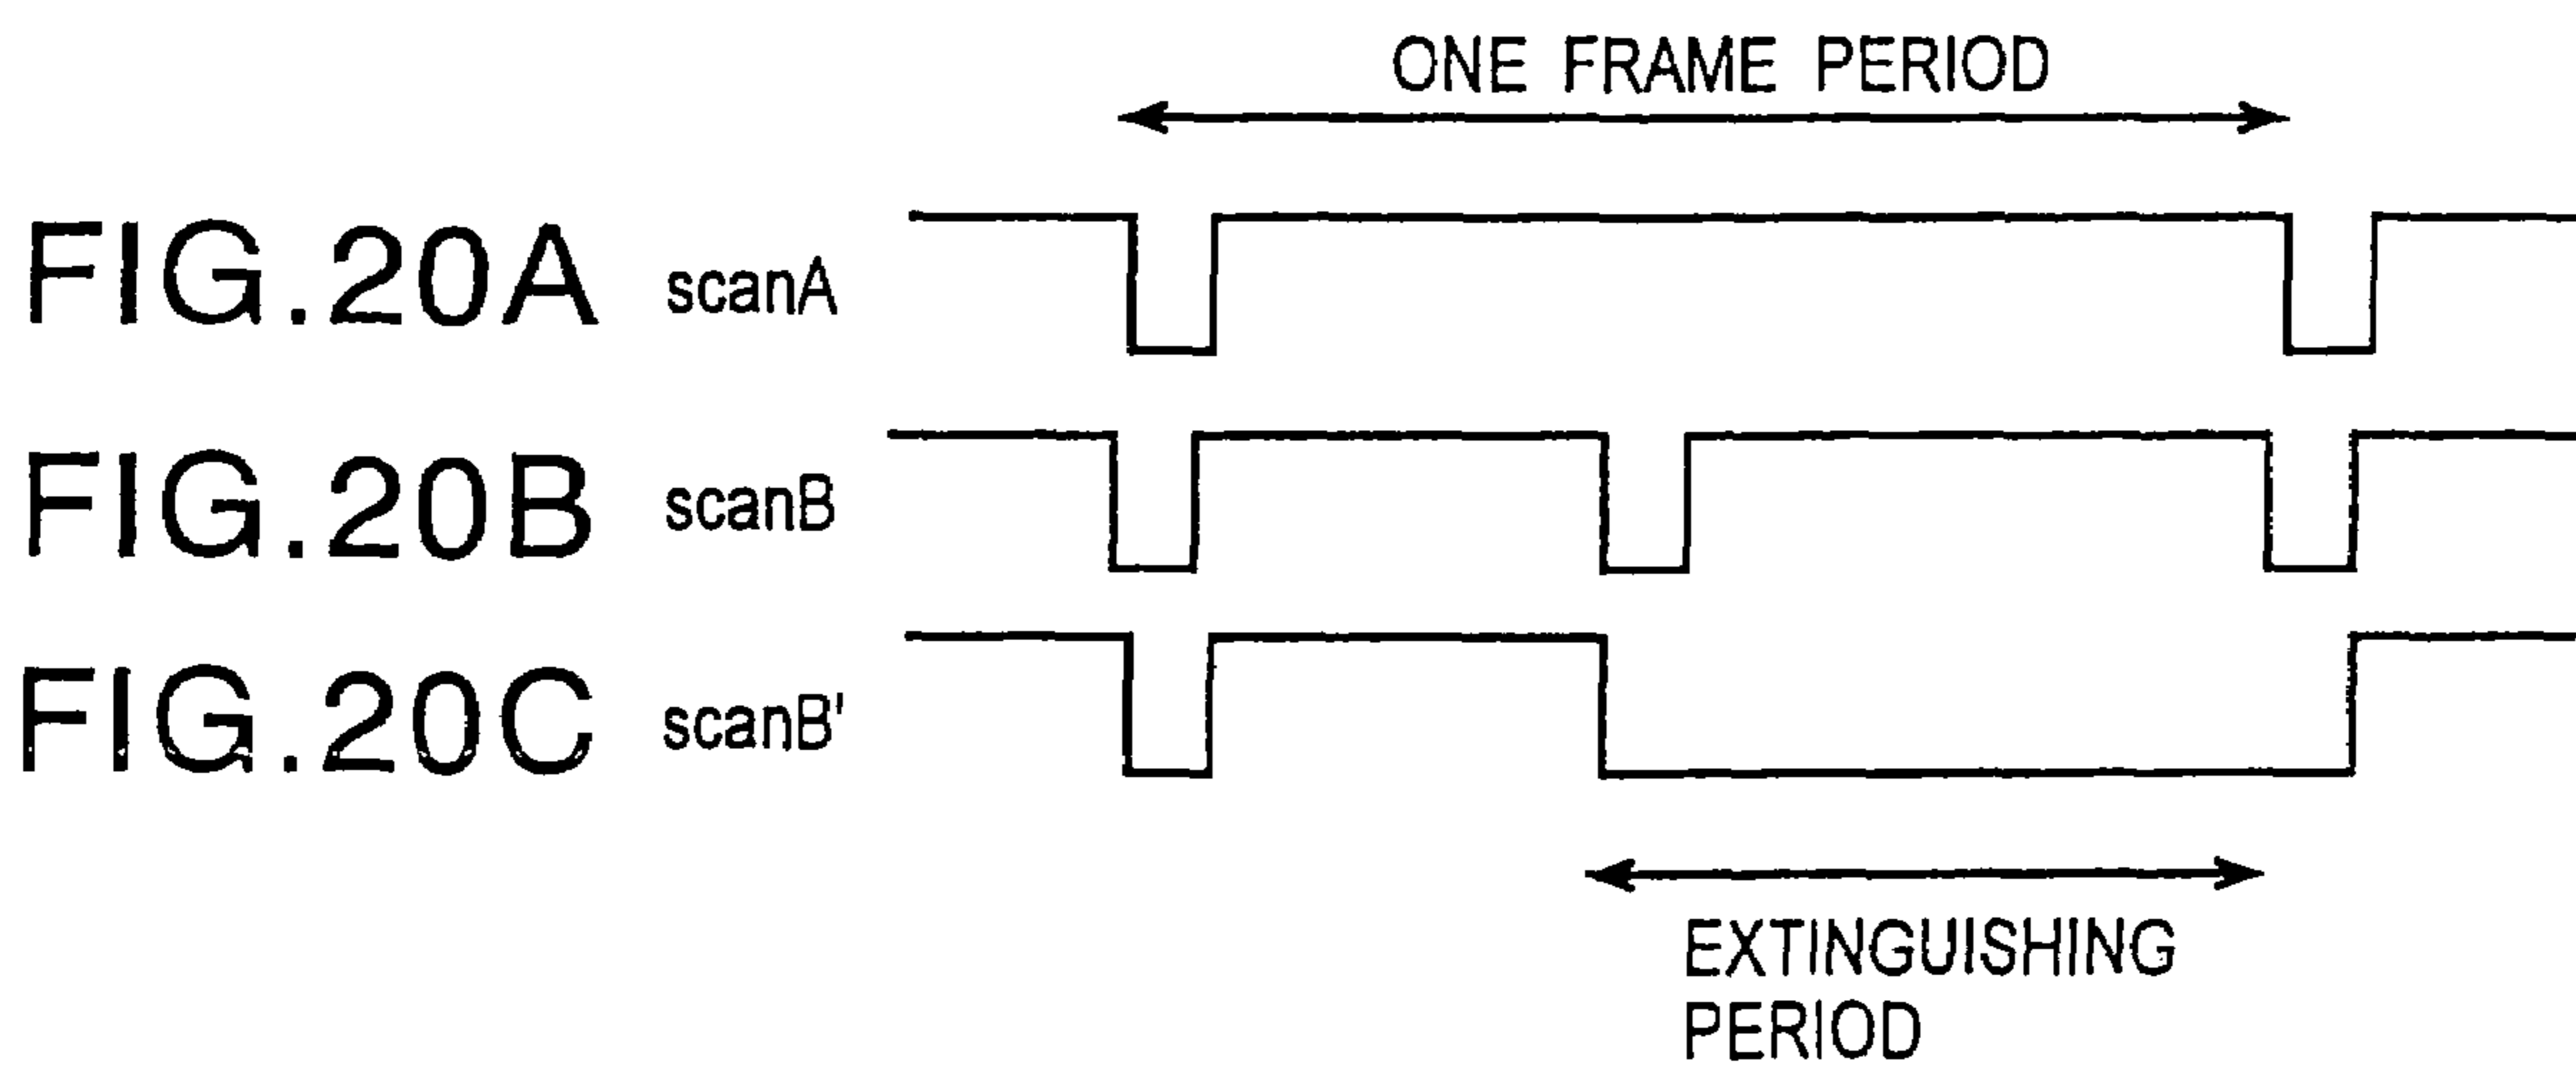 ONE FRAME PERIOD
FIG.20A scanA
FIG.20B scanB
FIG.20C scanB'
EXTINGUISHING
PERIOD